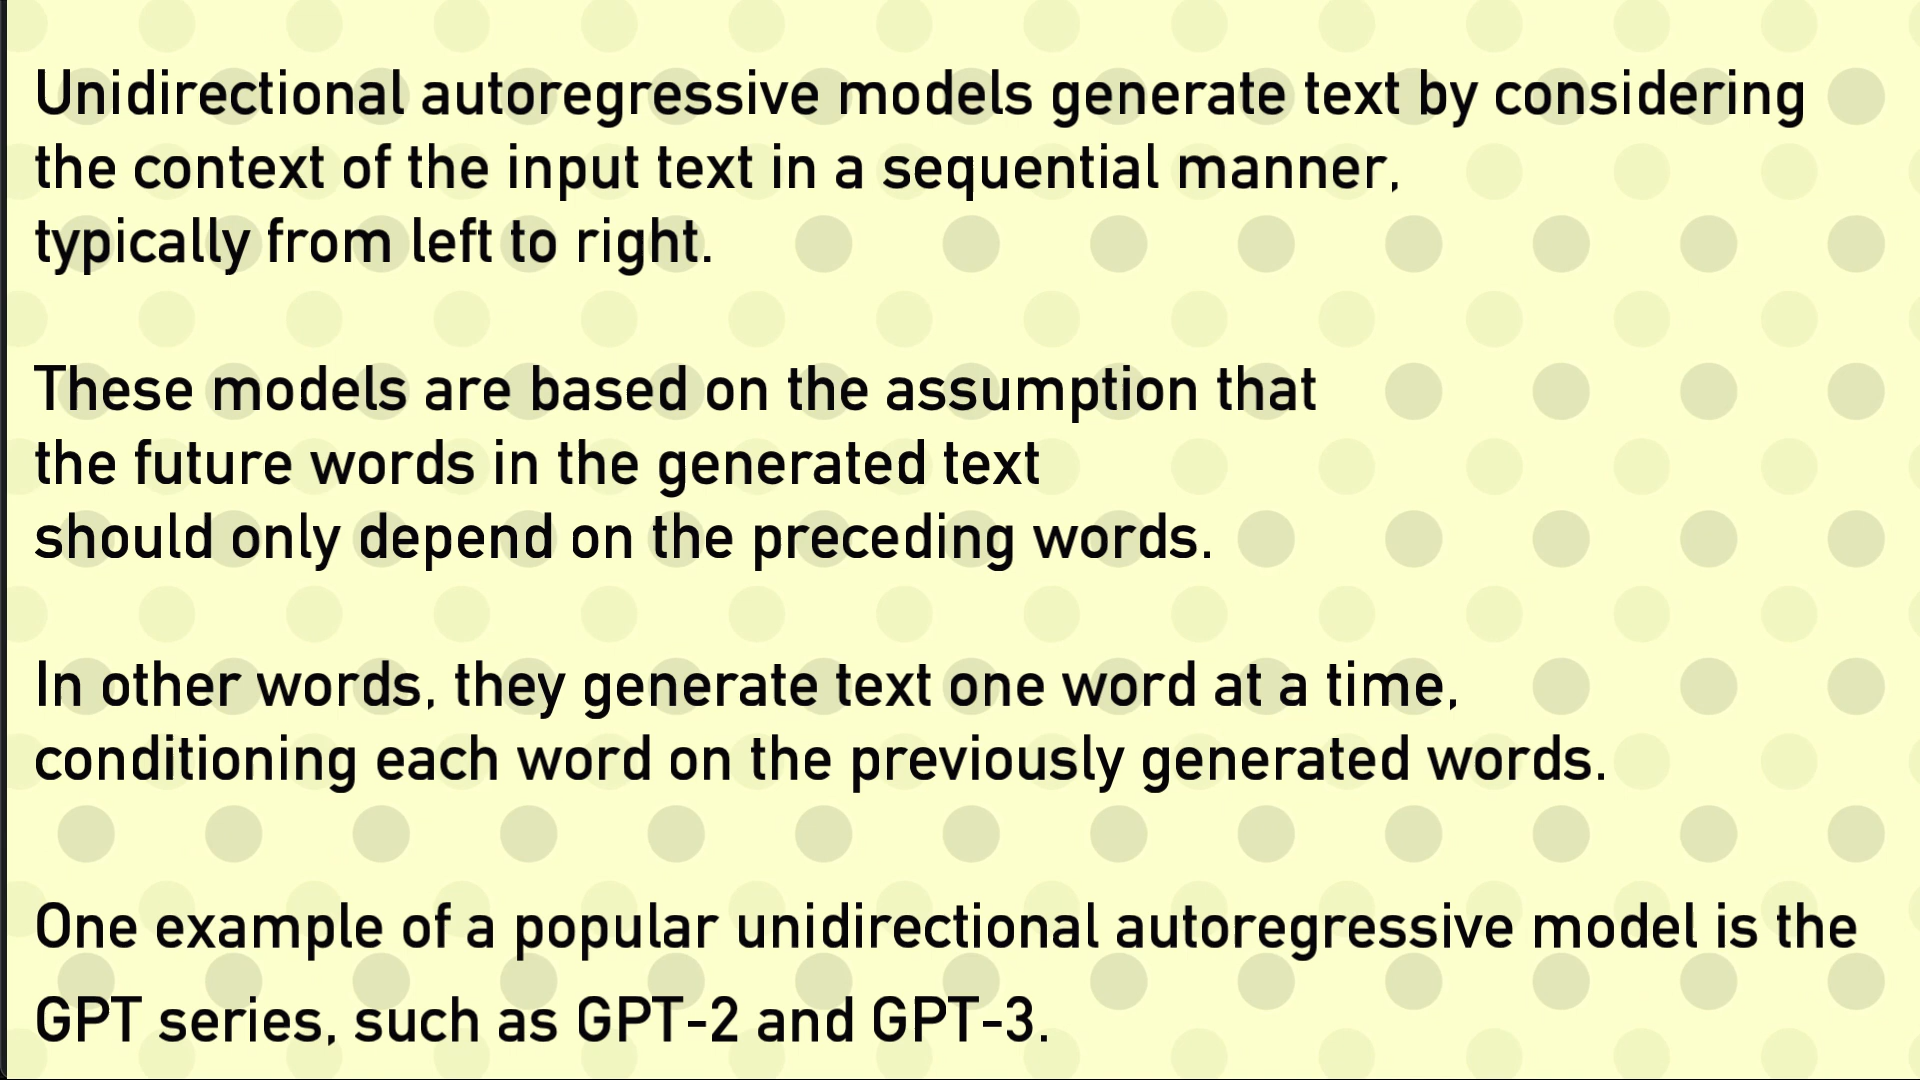 Unidirectional autoregressive models generate text by considering
the context of the input text in a sequential manner,
typically from left to right.
These models are based on the assumption that
the future words in the generated text
should only depend on the preceding words.
In other words, they generate text one word at a time,
conditioning each word on the previously generated words.
One example of a popular unidirectional autoregressive model is the
GPT series, such as GPT-2 and GPT-3.